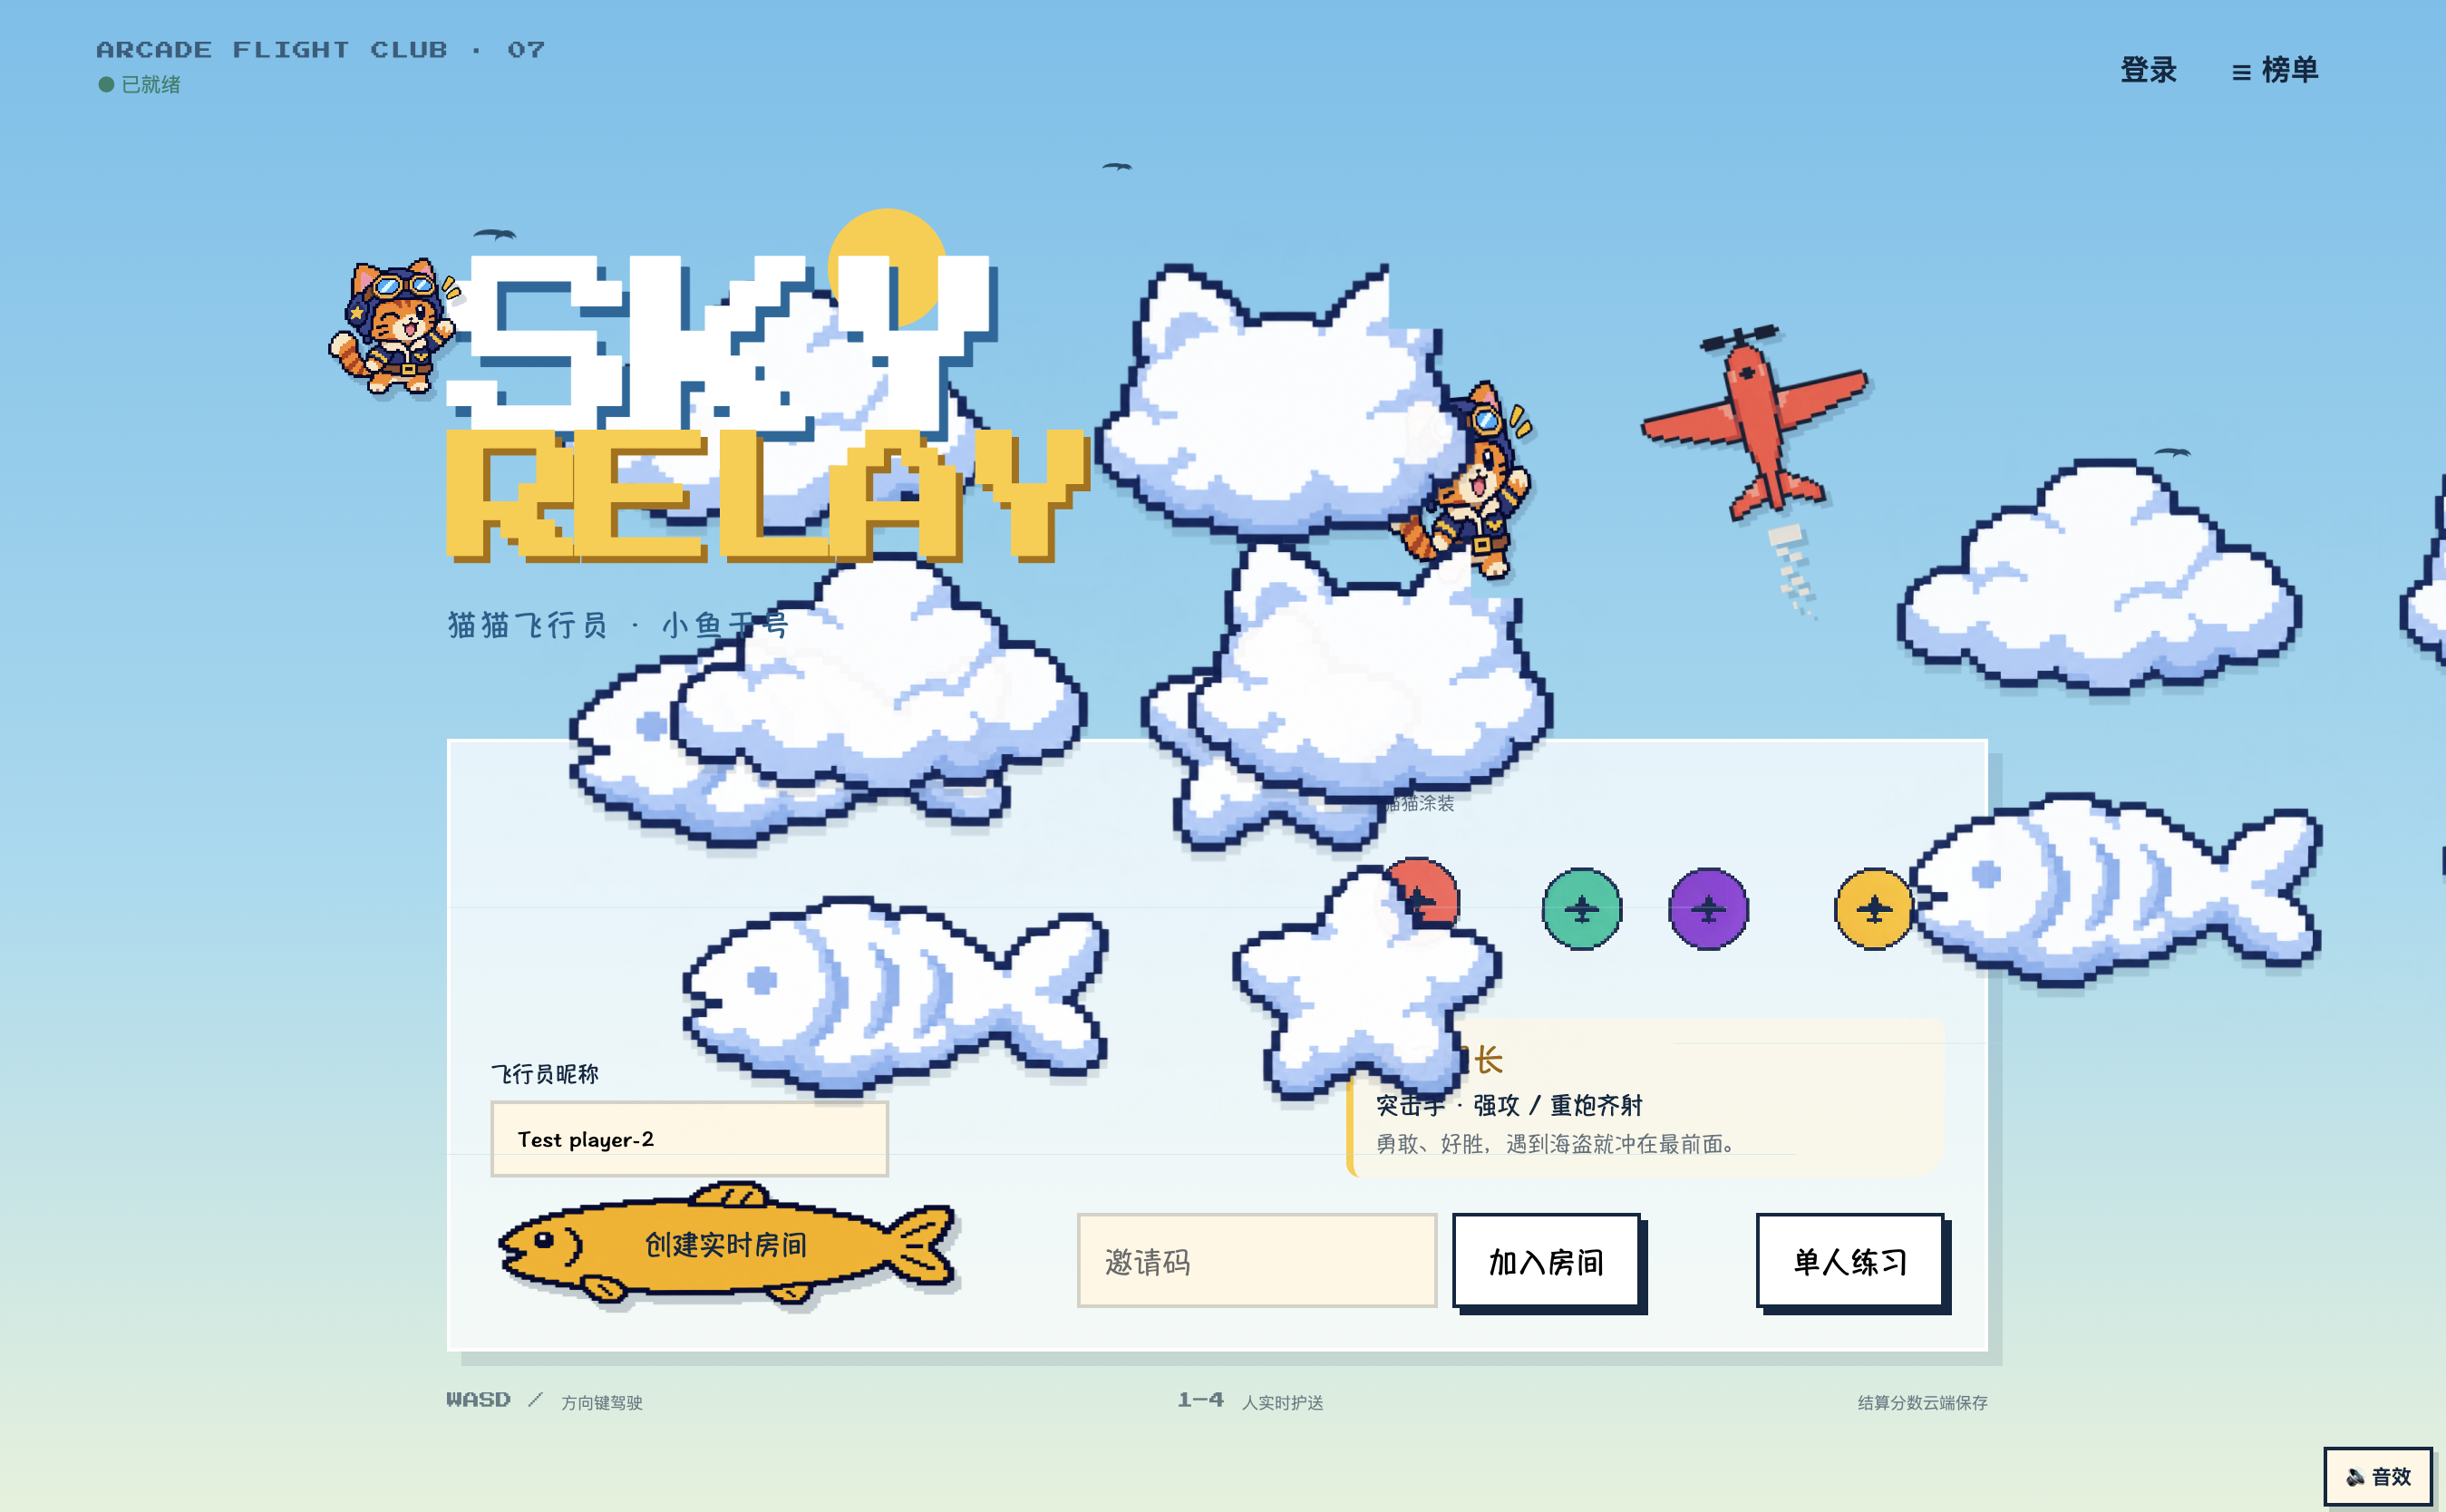 ARCADE FLIGHT CLUB · 07
已就绪
登录
≡ 榜单
SKY
RELAY
猫猫飞行员 · 小鱼干号
猫猫涂装
长
飞行员昵称
突击手 · 强攻 / 重炮齐射
Test player-2
勇敢、好胜，遇到海盗就冲在最前面。
创建实时房间
邀请码
加入房间
单人练习
WASD / 方向键驾驶
1—4 人实时护送
结算分数云端保存
音效